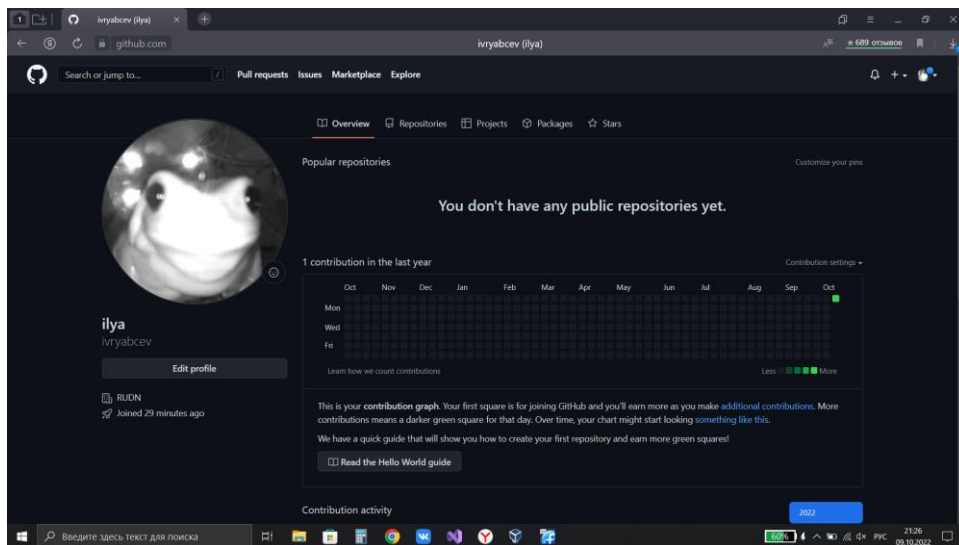 1
ivryabcev (ilya)
github.com
ivryabcev (ilya)
★ 689 отзывов
Search or jump to...
/
Pull requests Issues Marketplace Explore
Overview Repositories Projects Packages Stars
Popular repositories
Customize your pins
You don't have any public repositories yet.
1 contribution in the last year
Contribution settings
Oct Nov Dec Jan Feb Mar Apr May Jun Jul Aug Sep Oct
Mon
Wed
Fri
Learn how we count contributions
Less More
ilya
ivryabcev
Edit profile
RUDN
Joined 29 minutes ago
This is your contribution graph. Your first square is for joining GitHub and you'll earn more as you make additional contributions. More
contributions means a darker green square for that day. Over time, your chart might start looking something like this.
We have a quick guide that will show you how to create your first repository and earn more green squares!
Read the Hello World guide
Contribution activity
2022
Введите здесь текст для поиска
60%
РУС
21:26
09.10.2022